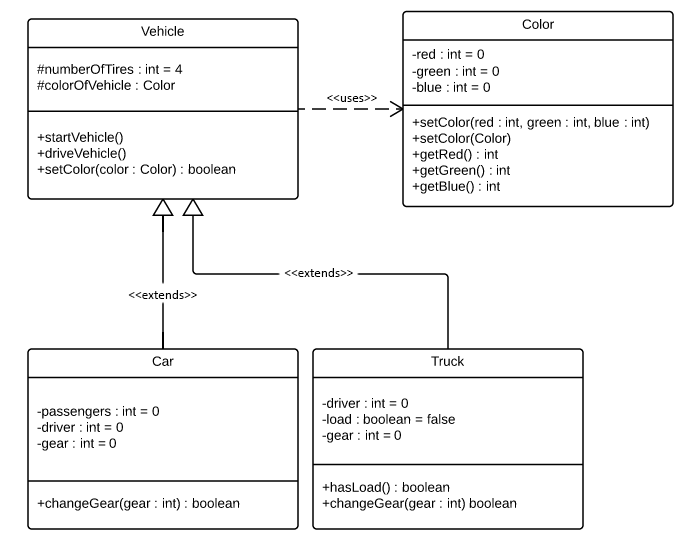 Vehicle
#numberOfTires : int = 4
#colorOfVehicle : Color
+startVehicle()
+driveVehicle()
+setColor(color : Color) : boolean
<<uses>>
Color
-red : int = 0
-green : int = 0
-blue : int = 0
+setColor(red : int, green : int, blue : int)
+setColor(Color)
+getRed() : int
+getGreen() : int
+getBlue() : int
<<extends>>
<<extends>>
Car
-passengers : int = 0
-driver : int = 0
-gear : int = 0
+changeGear(gear : int) : boolean
Truck
-driver : int = 0
-load : boolean = false
-gear : int = 0
+hasLoad() : boolean
+changeGear(gear : int) boolean